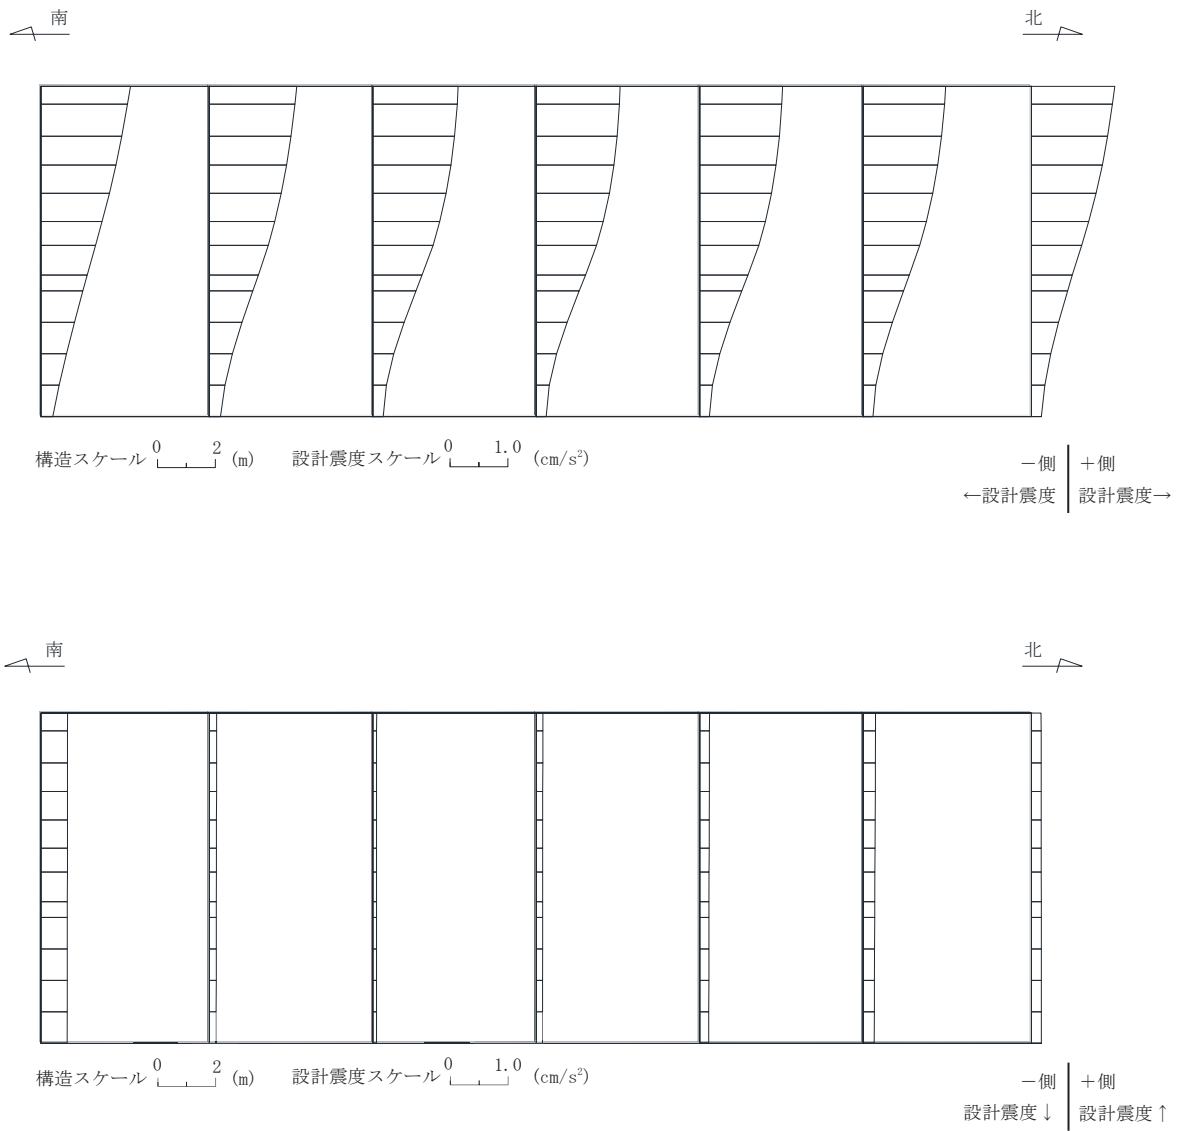 南 北
構造スケール 0 2 (m) 設計震度スケール 0 1.0 (cm/s²)
－側 ＋側
←設計震度 設計震度→
南 北
構造スケール 0 2 (m) 設計震度スケール 0 1.0 (cm/s²)
－側 ＋側
設計震度↓ 設計震度↑